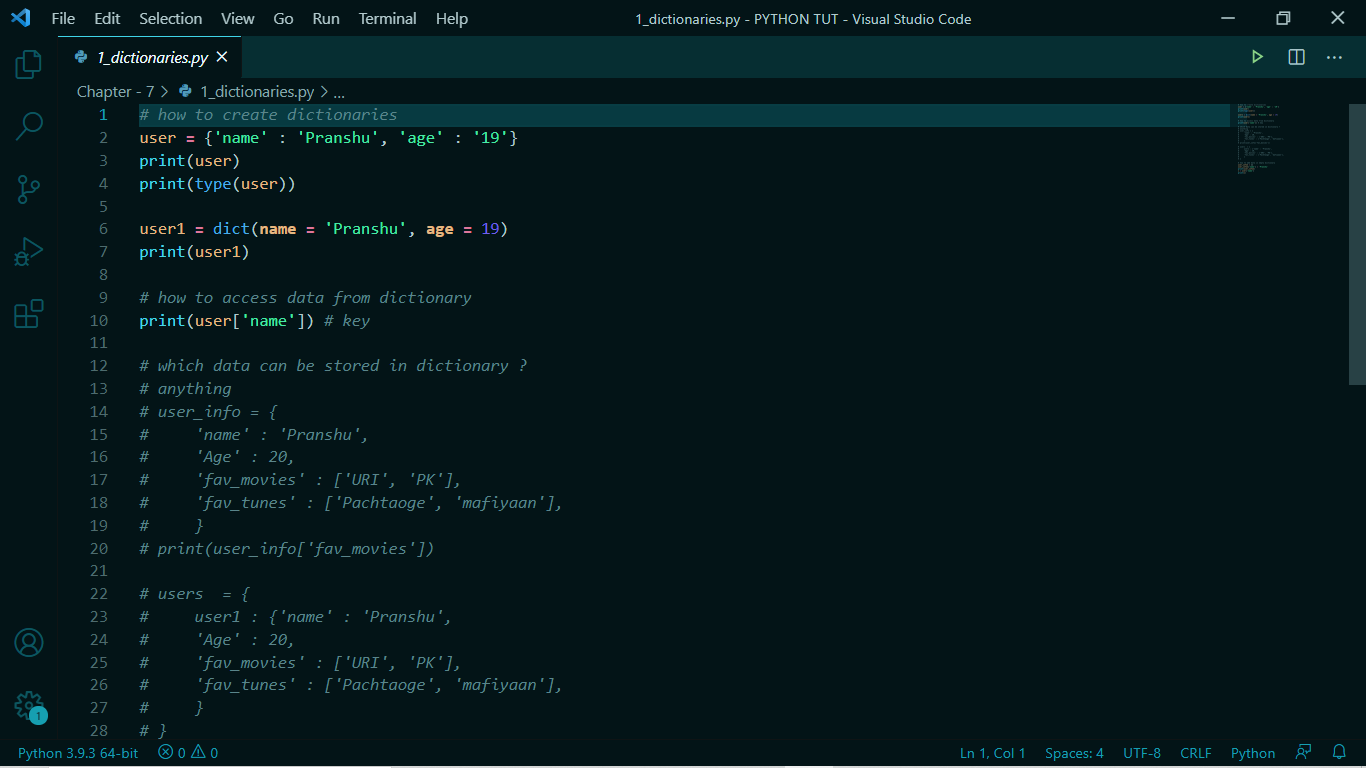 File Edit Selection View Go Run Terminal Help 1_dictionaries.py - PYTHON TUT - Visual Studio Code
1_dictionaries.py
Chapter - 7 > 1_dictionaries.py > ...
1 # how to create dictionaries
2 user = {'name' : 'Pranshu', 'age' : '19'}
3 print(user)
4 print(type(user))
5
6 user1 = dict(name = 'Pranshu', age = 19)
7 print(user1)
8
9 # how to access data from dictionary
10 print(user['name']) # key
11
12 # which data can be stored in dictionary ?
13 # anything
14 # user_info = {
15 #     'name' : 'Pranshu',
16 #     'Age' : 20,
17 #     'fav_movies' : ['URI', 'PK'],
18 #     'fav_tunes' : ['Pachtaoge', 'mafiyaan'],
19 #     }
20 # print(user_info['fav_movies'])
21
22 # users  = {
23 #     user1 : {'name' : 'Pranshu',
24 #     'Age' : 20,
25 #     'fav_movies' : ['URI', 'PK'],
26 #     'fav_tunes' : ['Pachtaoge', 'mafiyaan'],
27 #     }
28 # }
1
Python 3.9.3 64-bit 0 0 Ln 1, Col 1 Spaces: 4 UTF-8 CRLF Python